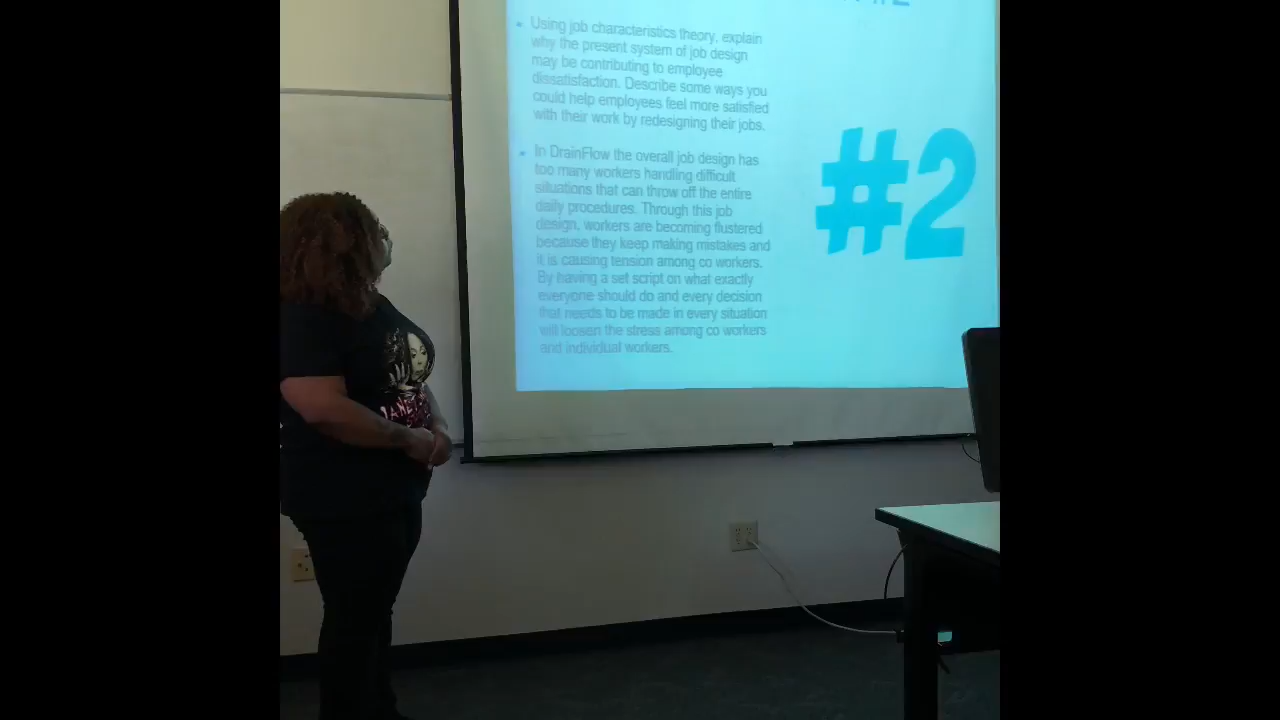 Using job characteristics theory, explain
why the present system of job design
may be contributing to employee
dissatisfaction. Describe some ways you
could help employees feel more satisfied
with their work by redesigning their jobs.
In DrainFlow the overall job design has
too many workers handling difficult
situations that can throw off the entire
daily procedures. Through this job
design, workers are becoming flustered
because they keep making mistakes and
it is causing tension among co workers.
By having a set script on what exactly
everyone should do and every decision
that needs to be made in every situation
will loosen the stress among co workers
and individual workers.
#2